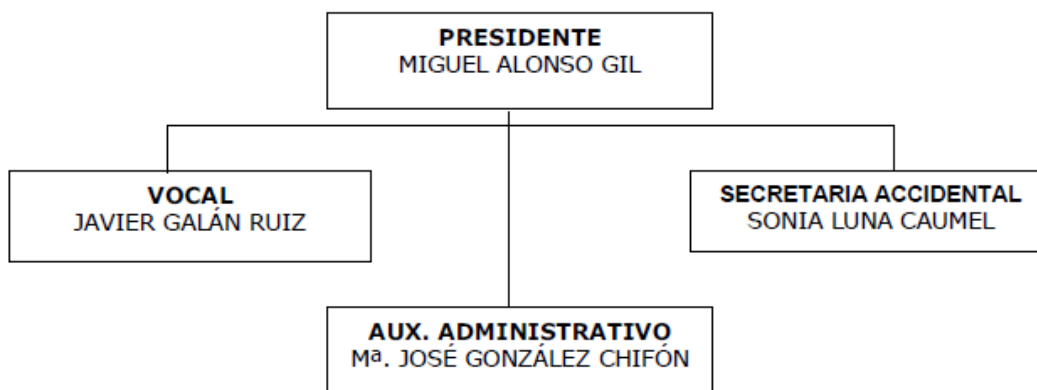 PRESIDENTE
MIGUEL ALONSO GIL
VOCAL
JAVIER GALÁN RUIZ
SECRETARIA ACCIDENTAL
SONIA LUNA CAUMEL
AUX. ADMINISTRATIVO
Mª. JOSÉ GONZÁLEZ CHIFÓN